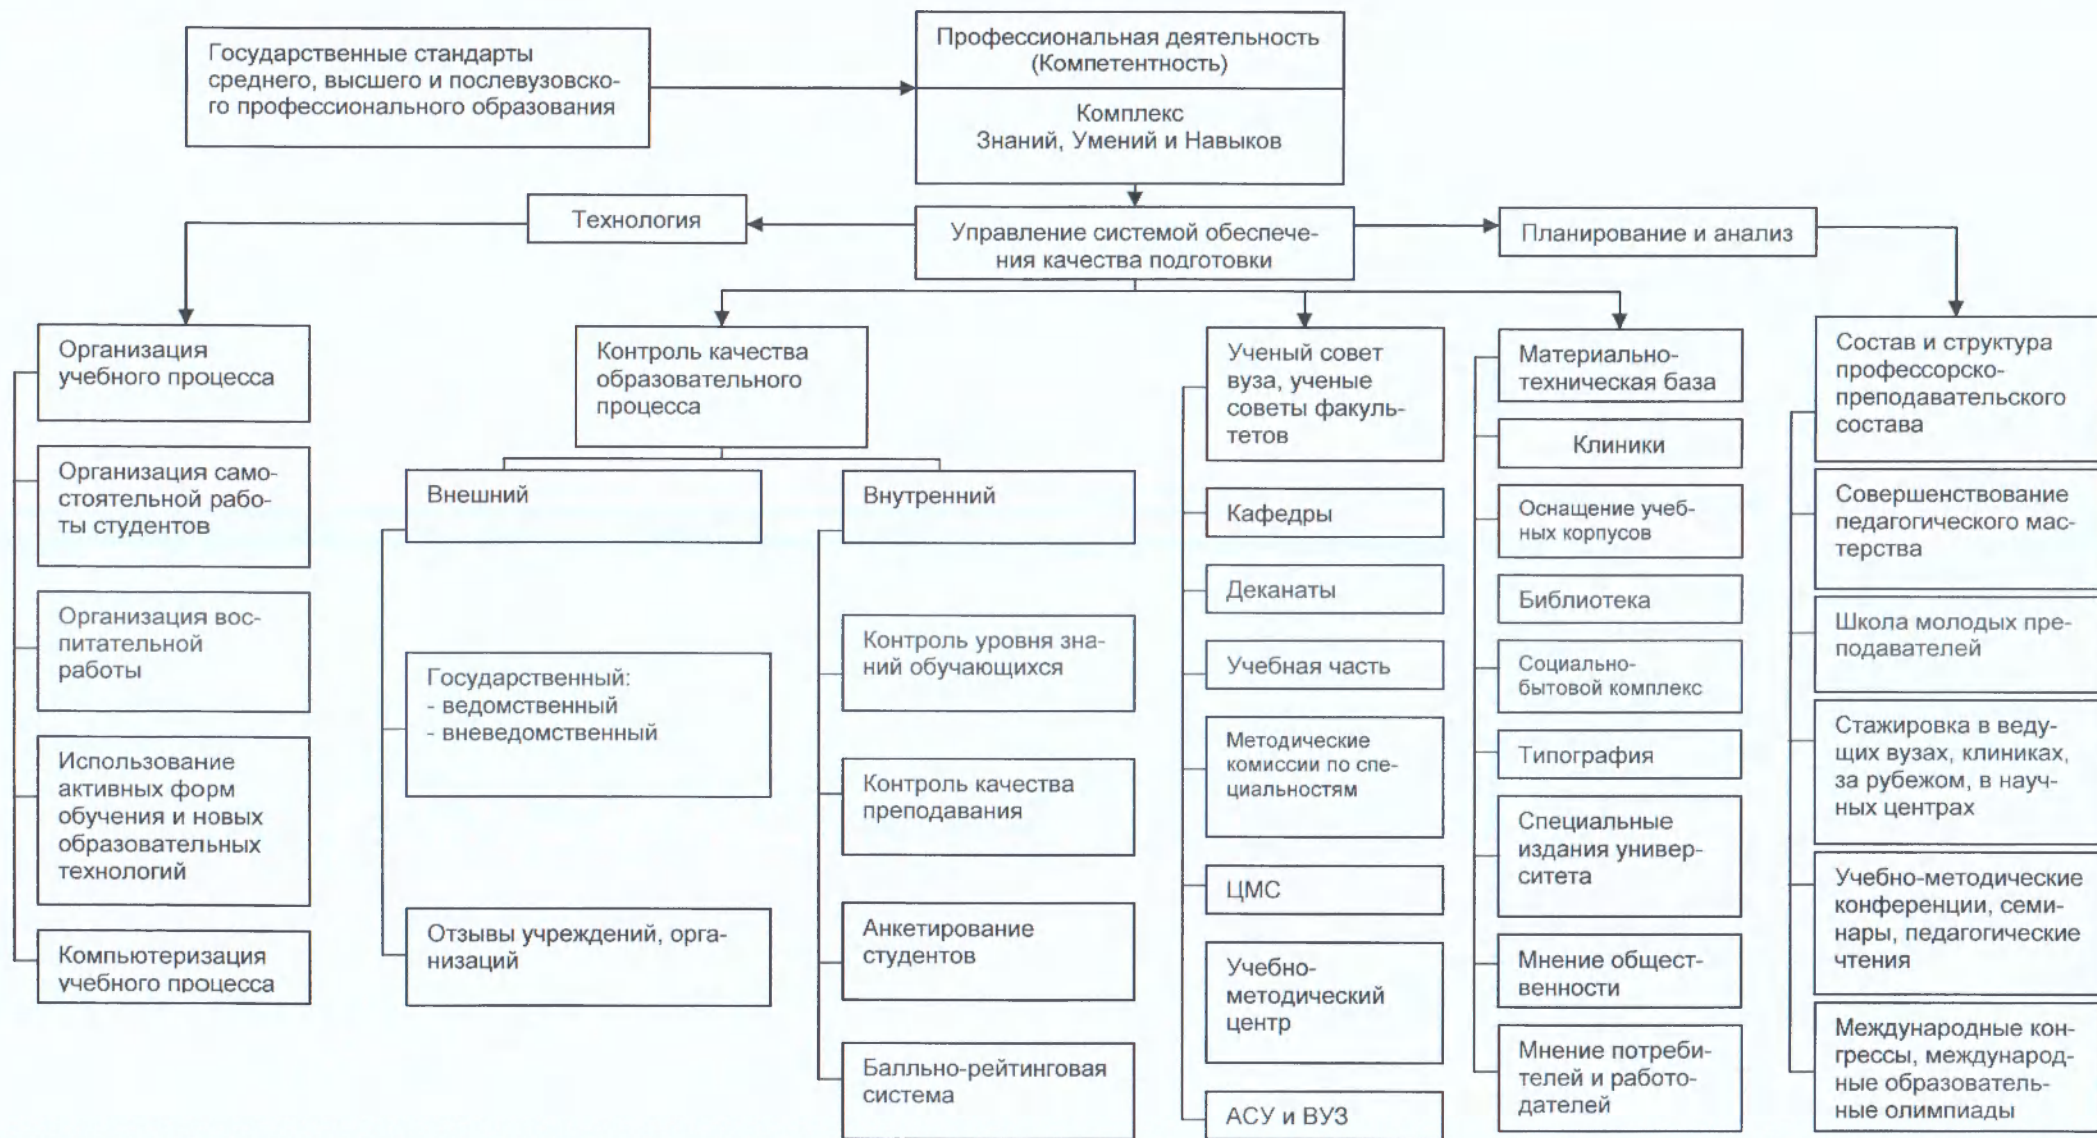 Государственные стандарты
среднего, высшего и послевузовско-
го профессионального образования
Профессиональная деятельность
(Компетентность)
Комплекс
Знаний, Умений и Навыков
Технология
Управление системой обеспече-
ния качества подготовки
Планирование и анализ
Организация
учебного процесса
Организация само-
стоятельной рабо-
ты студентов
Организация вос-
питательной
работы
Использование
активных форм
обучения и новых
образовательных
технологий
Компьютеризация
учебного процесса
Контроль качества
образовательного
процесса
Внешний
Государственный:
- ведомственный
- вневедомственный
Отзывы учреждений, орга-
низаций
Внутренний
Контроль уровня зна-
ний обучающихся
Контроль качества
преподавания
Анкетирование
студентов
Балльно-рейтинговая
система
Ученый совет
вуза, ученые
советы факуль-
тетов
Кафедры
Деканаты
Учебная часть
Методические
комиссии по спе-
циальностям
ЦМС
Учебно-
методический
центр
АСУ и ВУЗ
Материально-
техническая база
Клиники
Оснащение учеб-
ных корпусов
Библиотека
Социально-
бытовой комплекс
Типография
Специальные
издания универ-
ситета
Мнение общест-
венности
Мнение потреби-
телей и работо-
дателей
Состав и структура
профессорско-
преподавательского
состава
Совершенствование
педагогического мас-
терства
Школа молодых пре-
подавателей
Стажировка в веду-
щих вузах, клиниках,
за рубежом, в науч-
ных центрах
Учебно-методические
конференции, семи-
нары, педагогические
чтения
Международные кон-
грессы, международ-
ные образователь-
ные олимпиады